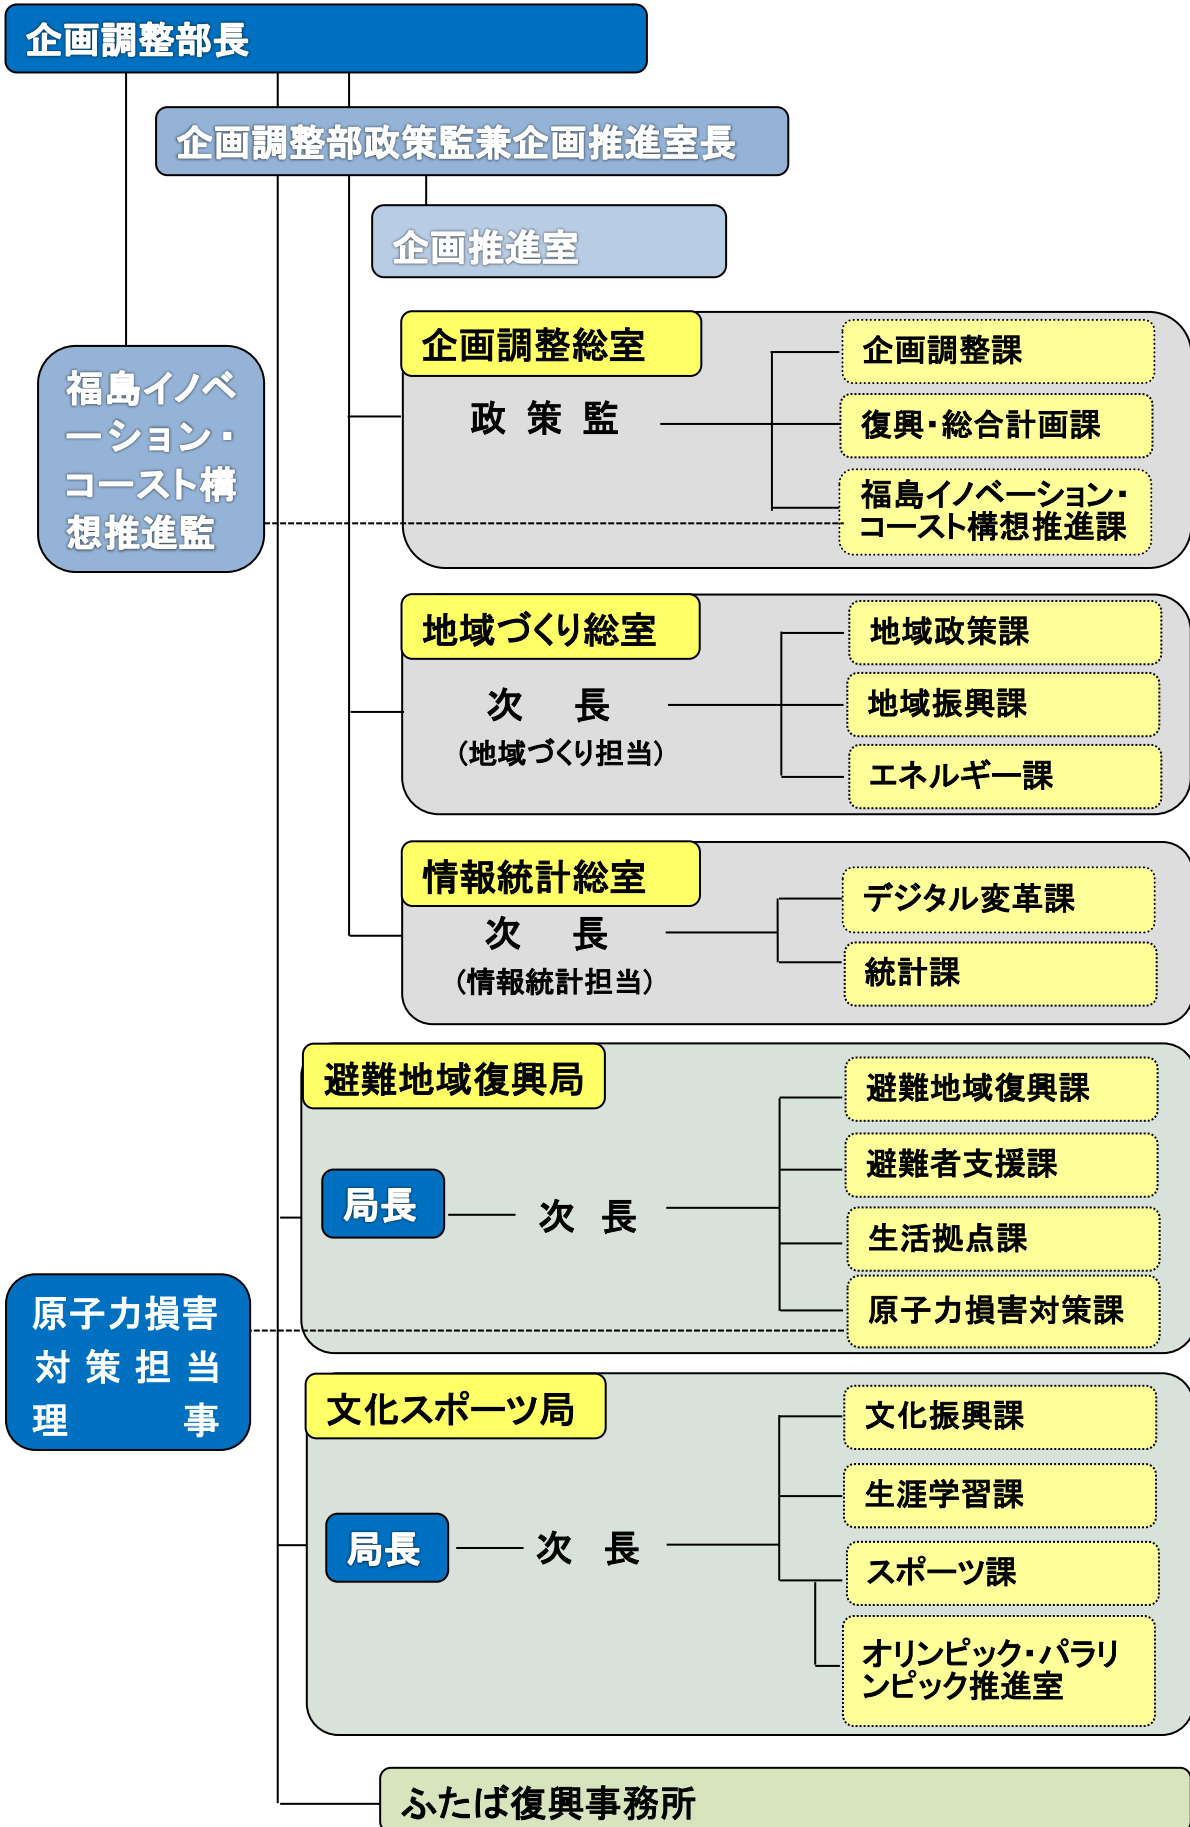 企画調整部長
企画調整部政策監兼企画推進室長
企画推進室
福島イノベ
ーション・
コースト構
想推進監
企画調整総室
政 策 監
企画調整課
復興・総合計画課
福島イノベーション・
コースト構想推進課
地域づくり総室
次 長
（地域づくり担当）
地域政策課
地域振興課
エネルギー課
情報統計総室
次 長
（情報統計担当）
デジタル変革課
統計課
避難地域復興局
局長
次 長
避難地域復興課
避難者支援課
生活拠点課
原子力損害対策課
原子力損害
対 策 担 当
理 事
文化スポーツ局
局長
次 長
文化振興課
生涯学習課
スポーツ課
オリンピック・パラリ
ンピック推進室
ふたば復興事務所